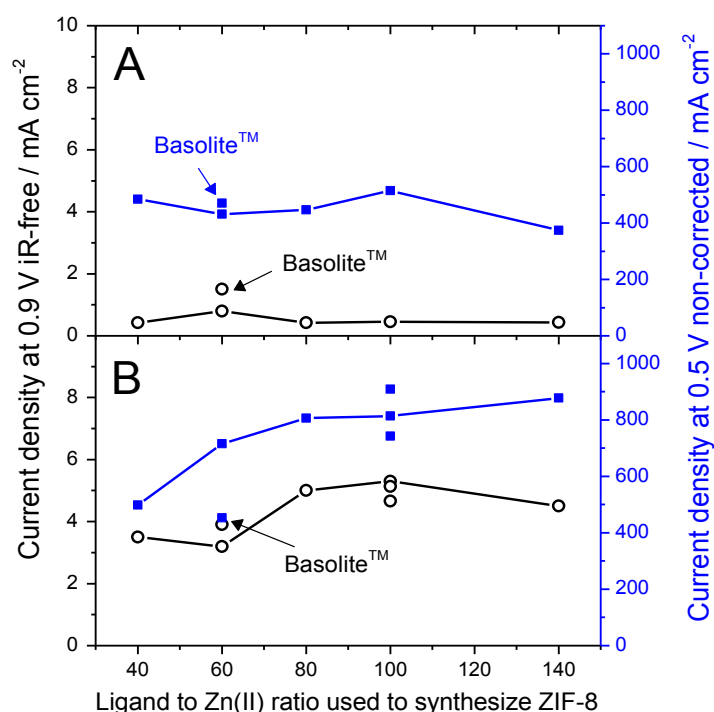 A
10
8
6
4
2
0
1000
800
600
400
200
0
Basolite™
Basolite™
B
8
6
4
2
0
1000
800
600
400
200
0
Basolite™
40 60 80 100 120 140
Ligand to Zn(II) ratio used to synthesize ZIF-8
Current density at 0.9 V iR-free / mA cm⁻²
Current density at 0.5 V non-corrected / mA cm⁻²